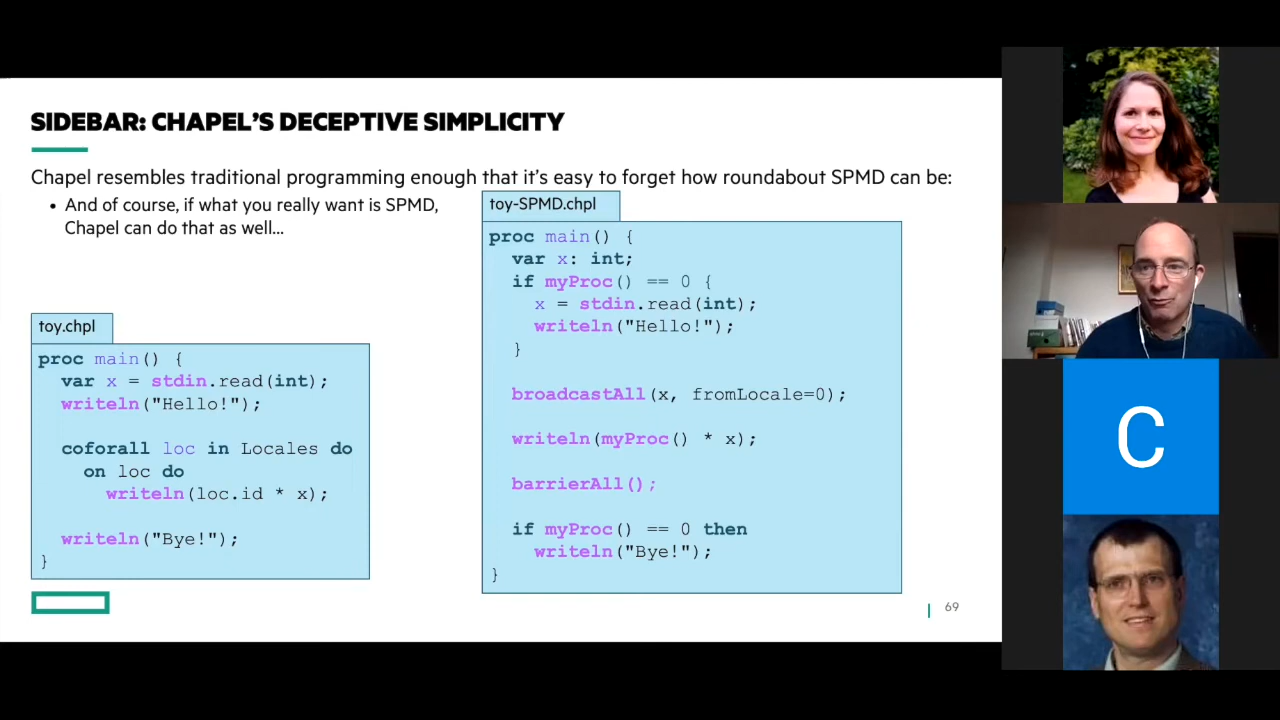 SIDEBAR: CHAPEL'S DECEPTIVE SIMPLICITY
Chapel resembles traditional programming enough that it's easy to forget how roundabout SPMD can be:
• And of course, if what you really want is SPMD,
Chapel can do that as well...
toy.chpl
proc main() {
  var x = stdin.read(int);
  writeln("Hello!");

  coforall loc in Locales do
    on loc do
      writeln(loc.id * x);

  writeln("Bye!");
}
toy-SPMD.chpl
proc main() {
  var x: int;
  if myProc() == 0 {
    x = stdin.read(int);
    writeln("Hello!");
  }

  broadcastAll(x, fromLocale=0);

  writeln(myProc() * x);

  barrierAll();

  if myProc() == 0 then
    writeln("Bye!");
}
69
C